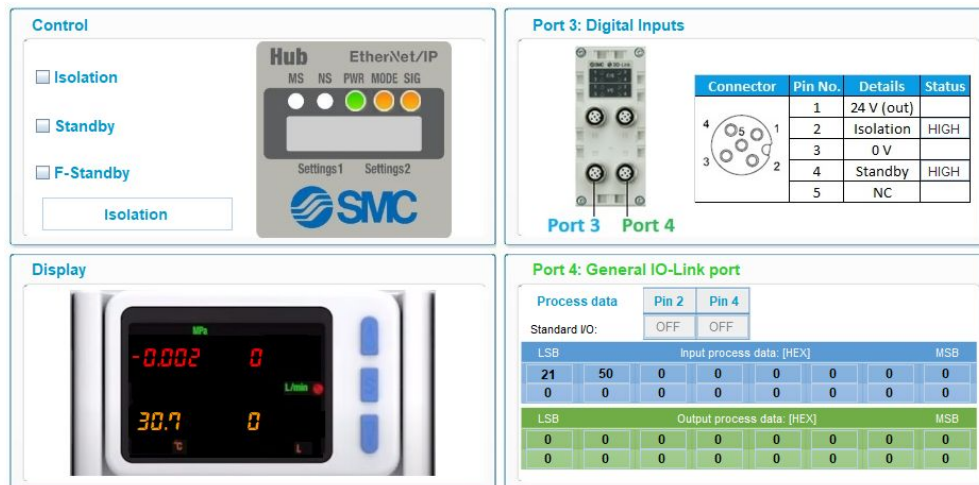 Control
Isolation
Standby
F-Standby
Isolation
Hub EtherNet/IP
MS NS PWR MODE SIG
Settings1 Settings2
SMC
Port 3: Digital Inputs
Port 3 Port 4
Connector Pin No. Details Status
1 24 V (out)
2 Isolation HIGH
3 0 V
4 Standby HIGH
5 NC
4 5 1
3 2
Display
MPa
-0.002 0
L/min
30.7 0
°C L
Port 4: General IO-Link port
Process data Pin 2 Pin 4
Standard I/O: OFF OFF
LSB Input process data: [HEX] MSB
21 50 0 0 0 0 0 0
0 0 0 0 0 0 0 0
LSB Output process data: [HEX] MSB
0 0 0 0 0 0 0 0
0 0 0 0 0 0 0 0